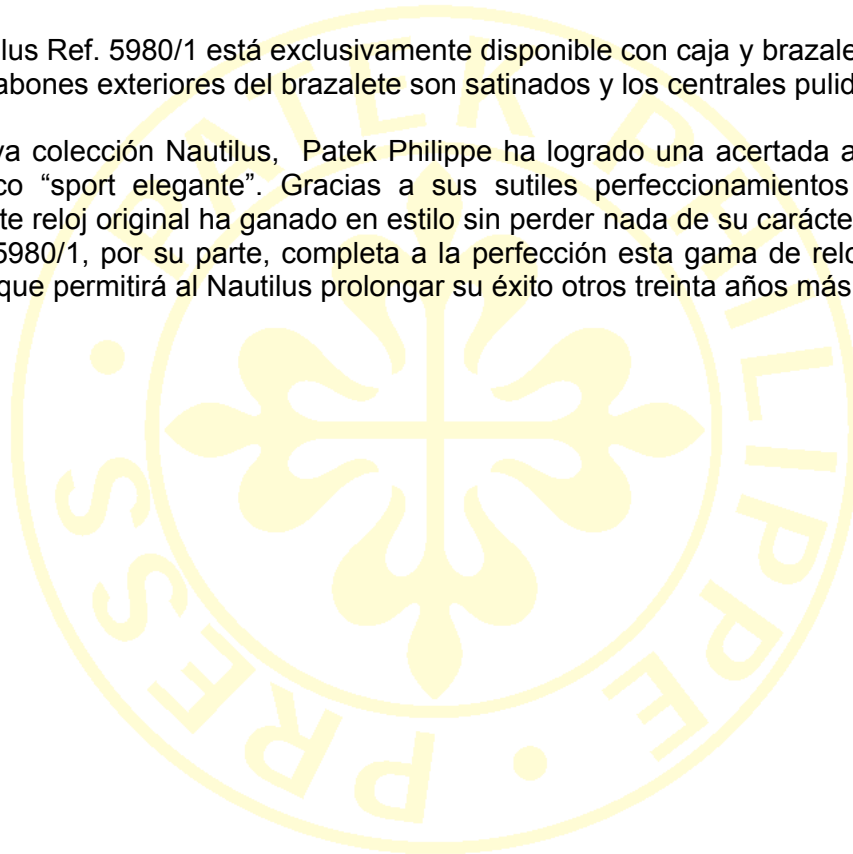 lus Ref. 5980/1 está exclusivamente disponible con caja y brazale
abones exteriores del brazalete son satinados y los centrales pulid
va colección Nautilus, Patek Philippe ha logrado una acertada a
co “sport elegante”. Gracias a sus sutiles perfeccionamientos
te reloj original ha ganado en estilo sin perder nada de su carácte
5980/1, por su parte, completa a la perfección esta gama de relo
que permitirá al Nautilus prolongar su éxito otros treinta años más
PATEK PHILIPPE • PRESS •